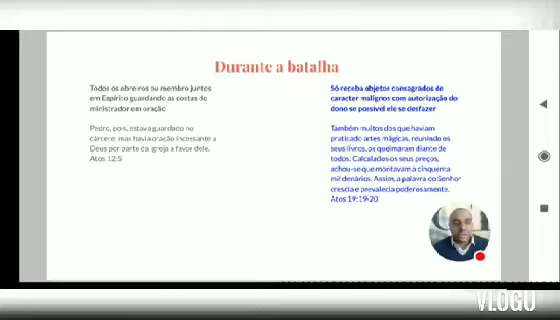 Durante a batalha
Todos os obreiros ou membro juntos
em Espírito guardando as costas do
ministrador em oração
Pedro, pois, estava guardado no
cárcere; mas havia oração incessante a
Deus por parte da igreja a favor dele.
Atos 12:5
Só receba objetos consagrados de
caracter malignos com autorização do
dono se possível ele se desfazer
Também muitos dos que haviam
praticado artes mágicas, reunindo os
seus livros, os queimaram diante de
todos. Calculados os seus preços,
achou-se que montavam a cinquenta
mil denários. Assim, a palavra do Senhor
crescia e prevalecia poderosamente.
Atos 19:19-20
VLOGU